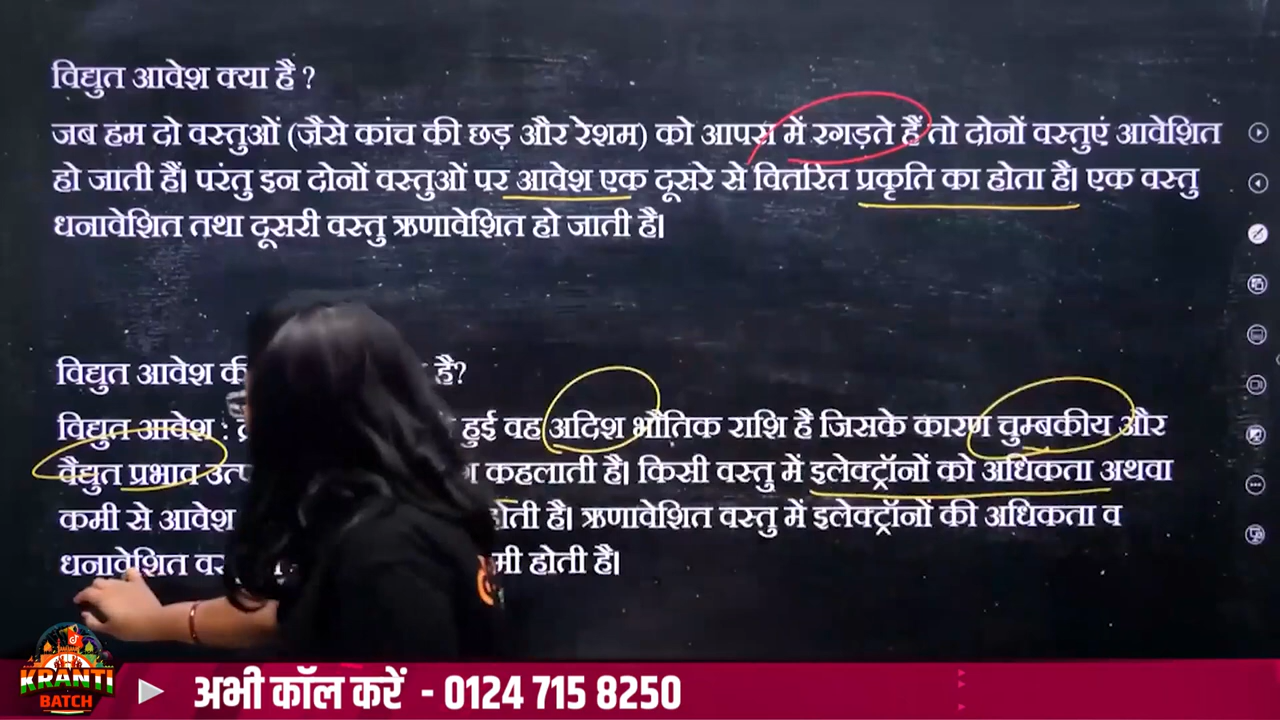 विद्युत आवेश क्या है ?
जब हम दो वस्तुओं (जैसे कांच की छड़ और रेशम) को आपस में रगड़ते हैं तो दोनों वस्तुएं आवेशित
हो जाती हैं। परंतु इन दोनों वस्तुओं पर आवेश एक दूसरे से वितरित प्रकृति का होता है। एक वस्तु
धनावेशित तथा दूसरी वस्तु ऋणावेशित हो जाती है।
विद्युत आवेश की है?
विद्युत आवेश : हुई वह अदिश भौतिक राशि है जिसके कारण चुम्बकीय और
वैद्युत प्रभाव कहलाती है। किसी वस्तु में इलेक्ट्रॉनों को अधिकता अथवा
कमी से आवेश होती है। ऋणावेशित वस्तु में इलेक्ट्रॉनों की अधिकता व
धनावेशित होती है।
KRANTI
BATCH
अभी कॉल करें - 0124 715 8250